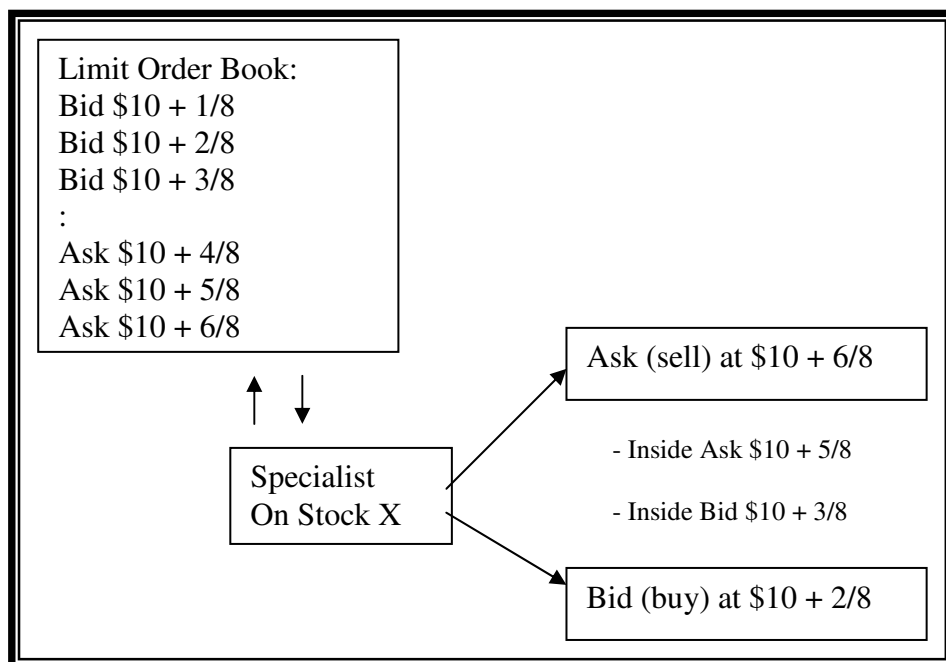 Limit Order Book:
Bid $10 + 1/8
Bid $10 + 2/8
Bid $10 + 3/8
:
Ask $10 + 4/8
Ask $10 + 5/8
Ask $10 + 6/8
Ask (sell) at $10 + 6/8
- Inside Ask $10 + 5/8
Specialist
On Stock X
- Inside Bid $10 + 3/8
Bid (buy) at $10 + 2/8